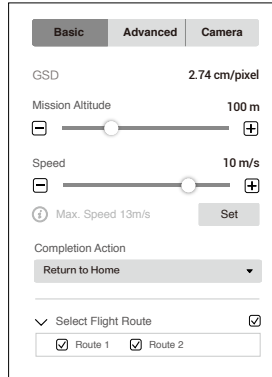 Basic Advanced Camera
GSD 2.74 cm/pixel
Mission Altitude 100 m
Speed 10 m/s
Max. Speed 13m/s Set
Completion Action
Return to Home
Select Flight Route
Route 1 Route 2